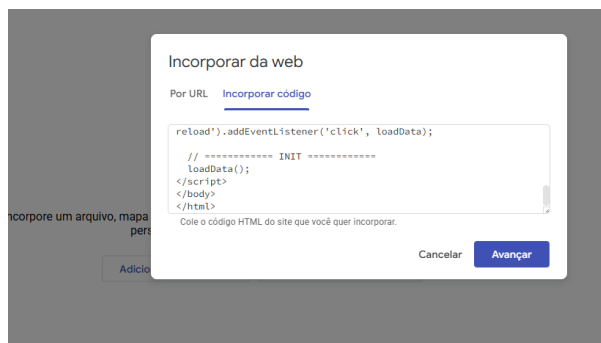 Incorporar da web
Por URL Incorporar código
reload').addEventListener('click', loadData);
// ============ INIT ============
loadData();
</script>
</body>
</html>
Cole o código HTML do site que você quer incorporar.
ncorpore um arquivo, mapa
pers
Cancelar Avançar
Adicio